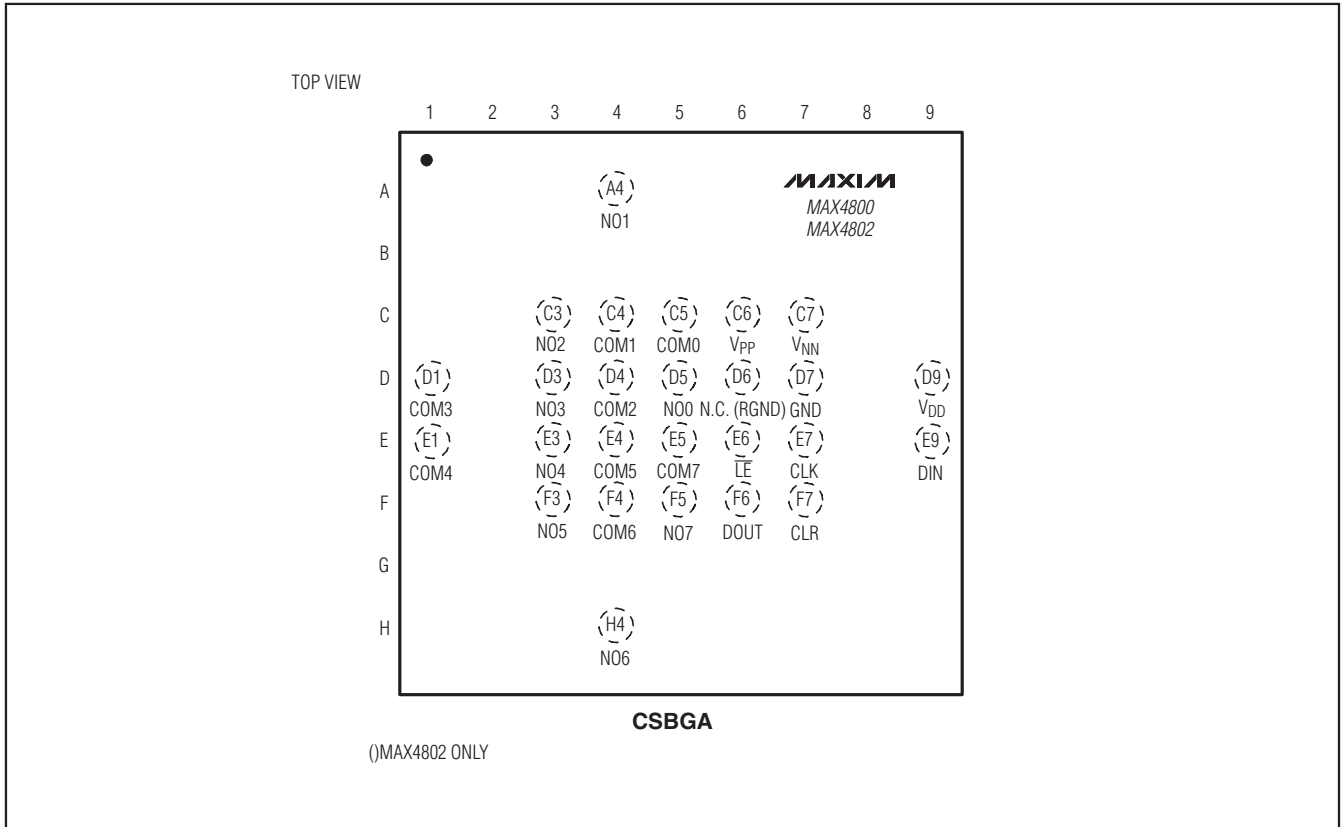 TOP VIEW
1 2 3 4 5 6 7 8 9
A A4 MAXIM
NO1 MAX4800
MAX4802
B
C C3 C4 C5 C6 C7
NO2 COM1 COM0 VPP VNN
D D1 D3 D4 D5 D6 D7 D9
COM3 NO3 COM2 NO0 N.C. (RGND) GND VDD
E E1 E3 E4 E5 E6 E7 E9
COM4 NO4 COM5 COM7 L̅E̅ CLK DIN
F F3 F4 F5 F6 F7
NO5 COM6 NO7 DOUT CLR
G
H H4
NO6
CSBGA
()MAX4802 ONLY